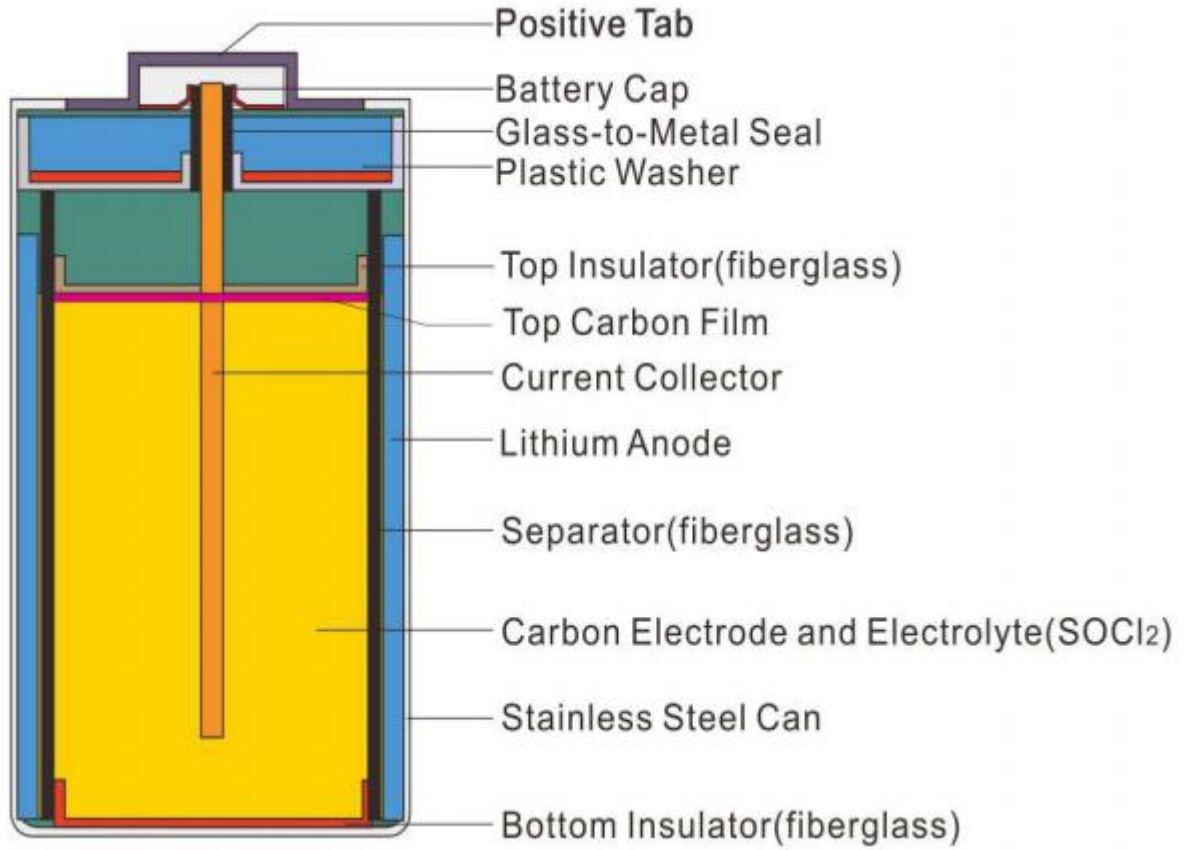 Positive Tab
Battery Cap
Glass-to-Metal Seal
Plastic Washer
Top Insulator(fiberglass)
Top Carbon Film
Current Collector
Lithium Anode
Separator(fiberglass)
Carbon Electrode and Electrolyte(SOCl2)
Stainless Steel Can
Bottom Insulator(fiberglass)